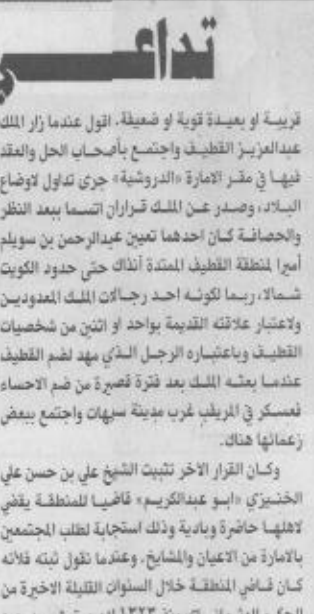 تداعـ
قريبة او بعيدة قوية او ضعيفة. اقول عندما زار الملك
عبدالعزيز القطيف واجتمع بأصحاب الحل والعقد
فيها في مقر الامارة «الدروشية» جرى تداول لاوضاع
البلاد، وصدر عن الملك قراران اتسما ببعد النظر
والحصافة كان احدهما تعيين عبدالرحمن بن سويلم
أميرا لمنطقة القطيف الممتدة آنذاك حتى حدود الكويت
شمالا، ربما لكونه احد رجالات الملك المعدودين
ولاعتبار علاقته القديمة بواحد او اثنين من شخصيات
القطيف وباعتباره الرجل الذي مهد لضم القطيف
عندما بعثه الملك بعد فترة قصيرة من ضم الاحساء
فعسكر في المريقب غرب مدينة سيهات واجتمع ببعض
زعمائها هناك.
وكان القرار الاخر تثبيت الشيخ علي بن حسن علي
الخنيزي «ابو عبدالكريم» قاضيا للمنطقة يقضي
لاهلها حاضرة وبادية وذلك استجابة لطلب المجتمعين
بالامارة من الاعيان والمشايخ. وعندما نقول ثبته فلأنه
كان قاضي المنطقة خلال السنوات القليلة الاخيرة من